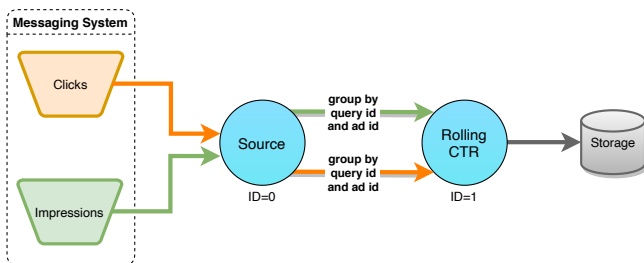 Messaging System
Clicks
Impressions
Source
ID=0
group by
query id
and ad id
group by
query id
and ad id
Rolling
CTR
ID=1
Storage